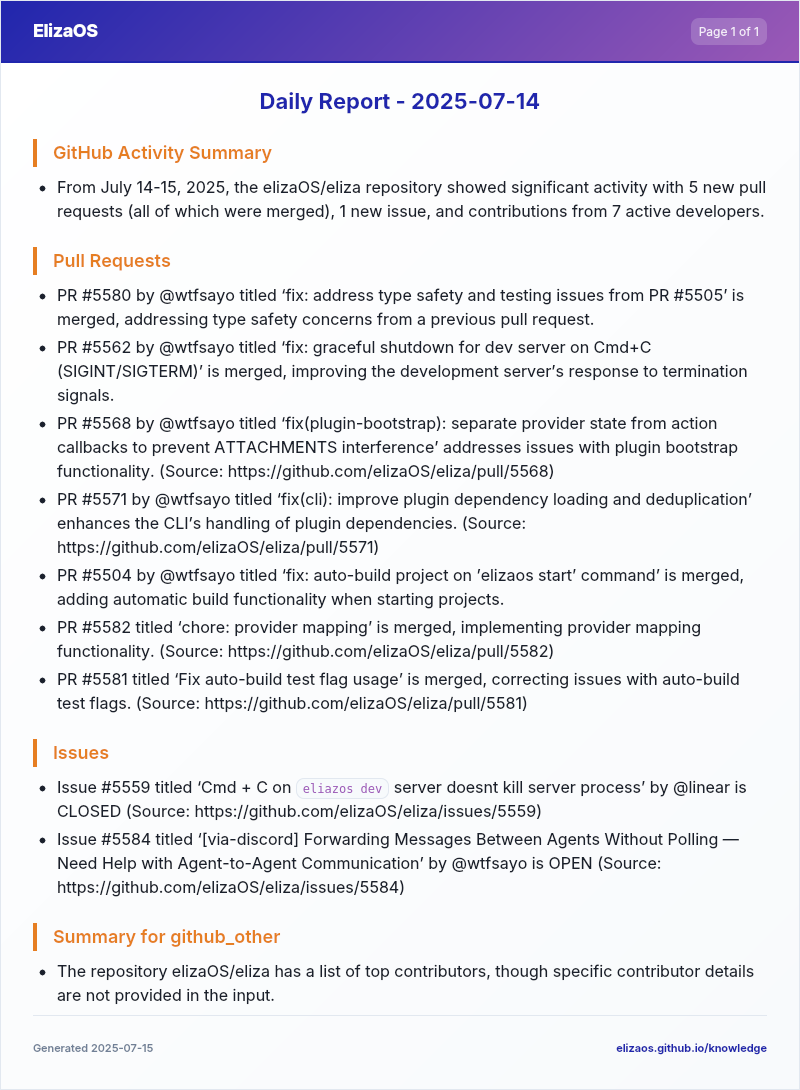 ElizaOS
Page 1 of 1
Daily Report - 2025-07-14
GitHub Activity Summary
• From July 14-15, 2025, the elizaOS/eliza repository showed significant activity with 5 new pull
requests (all of which were merged), 1 new issue, and contributions from 7 active developers.
Pull Requests
• PR #5580 by @wtfsayo titled ‘fix: address type safety and testing issues from PR #5505’ is
merged, addressing type safety concerns from a previous pull request.
• PR #5562 by @wtfsayo titled ‘fix: graceful shutdown for dev server on Cmd+C
(SIGINT/SIGTERM)’ is merged, improving the development server’s response to termination
signals.
• PR #5568 by @wtfsayo titled ‘fix(plugin-bootstrap): separate provider state from action
callbacks to prevent ATTACHMENTS interference’ addresses issues with plugin bootstrap
functionality. (Source: https://github.com/elizaOS/eliza/pull/5568)
• PR #5571 by @wtfsayo titled ‘fix(cli): improve plugin dependency loading and deduplication’
enhances the CLI’s handling of plugin dependencies. (Source:
https://github.com/elizaOS/eliza/pull/5571)
• PR #5504 by @wtfsayo titled ‘fix: auto-build project on ’elizaos start’ command’ is merged,
adding automatic build functionality when starting projects.
• PR #5582 titled ‘chore: provider mapping’ is merged, implementing provider mapping
functionality. (Source: https://github.com/elizaOS/eliza/pull/5582)
• PR #5581 titled ‘Fix auto-build test flag usage’ is merged, correcting issues with auto-build
test flags. (Source: https://github.com/elizaOS/eliza/pull/5581)
Issues
• Issue #5559 titled ‘Cmd + C on eliazos dev server doesnt kill server process’ by @linear is
CLOSED (Source: https://github.com/elizaOS/eliza/issues/5559)
• Issue #5584 titled ‘[via-discord] Forwarding Messages Between Agents Without Polling —
Need Help with Agent-to-Agent Communication’ by @wtfsayo is OPEN (Source:
https://github.com/elizaOS/eliza/issues/5584)
Summary for github_other
• The repository elizaOS/eliza has a list of top contributors, though specific contributor details
are not provided in the input.
Generated 2025-07-15
elizaos.github.io/knowledge